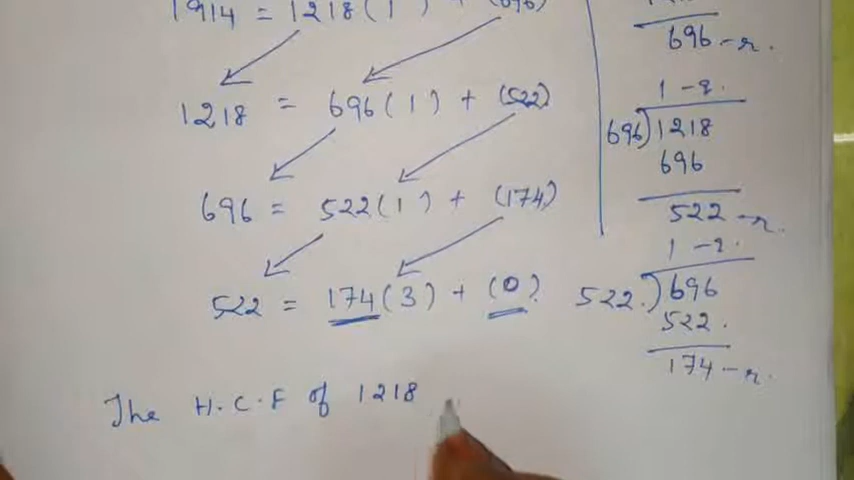 1914 = 1218(1) + (696)
1218 = 696(1) + (522)
696 = 522(1) + (174)
522 = 174(3) + (0).
The H.C.F of 1218
696 - r.
1 - q.
696)1218
696
522 - r.
1 - q.
522.)696
522.
174 - r.